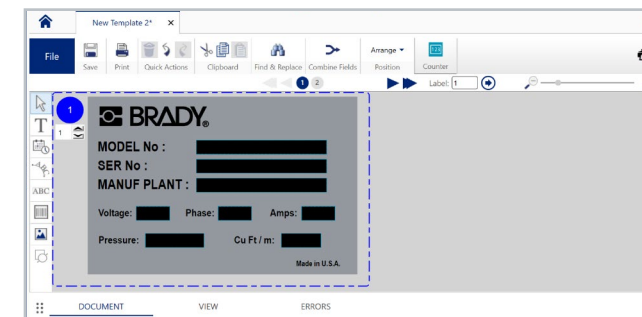 New Template 2* X
File
Save Print Quick Actions Clipboard Find & Replace Combine Fields Arrange Position Counter
1 2 Label: 1
1
1
BRADY®
MODEL No :
SER No :
MANUF PLANT :
Voltage: Phase: Amps:
Pressure: Cu Ft / m:
Made in U.S.A.
T
ABC
DOCUMENT VIEW ERRORS